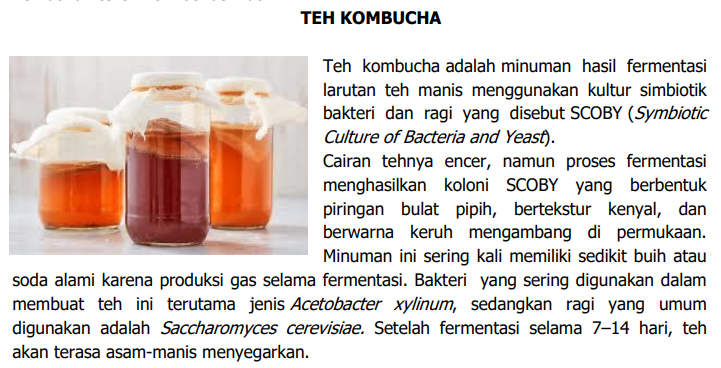 TEH KOMBUCHA
Teh kombucha adalah minuman hasil fermentasi
larutan teh manis menggunakan kultur simbiotik
bakteri dan ragi yang disebut SCOBY (Symbiotic
Culture of Bacteria and Yeast).
Cairan tehnya encer, namun proses fermentasi
menghasilkan koloni SCOBY yang berbentuk
piringan bulat pipih, bertekstur kenyal, dan
berwarna keruh mengambang di permukaan.
Minuman ini sering kali memiliki sedikit buih atau
soda alami karena produksi gas selama fermentasi. Bakteri yang sering digunakan dalam
membuat teh ini terutama jenis Acetobacter xylinum, sedangkan ragi yang umum
digunakan adalah Saccharomyces cerevisiae. Setelah fermentasi selama 7–14 hari, teh
akan terasa asam-manis menyegarkan.